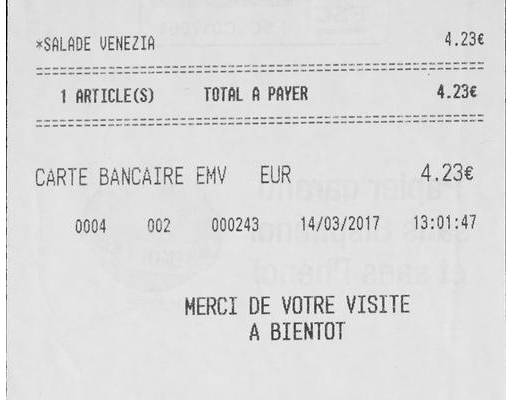 *SALADE VENEZIA 4.23€
1 ARTICLE(S) TOTAL A PAYER 4.23€
CARTE BANCAIRE EMV EUR 4.23€
0004 002 000243 14/03/2017 13:01:47
MERCI DE VOTRE VISITE
A BIENTOT